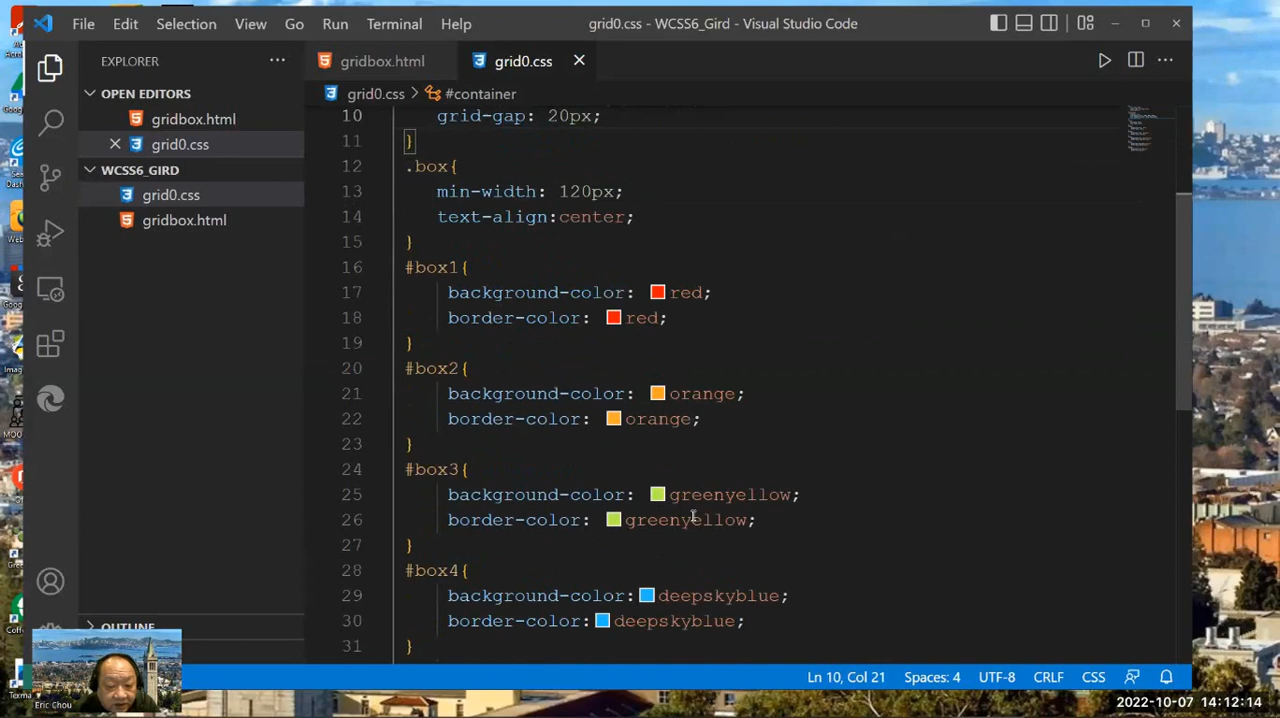 File Edit Selection View Go Run Terminal Help grid0.css - WCSS6_Gird - Visual Studio Code
EXPLORER
gridbox.html
grid0.css
OPEN EDITORS
grid0.css > #container
gridbox.html
grid0.css
WCSS6_GIRD
grid0.css
gridbox.html
10 grid-gap: 20px;
11 }
12 .box{
13 min-width: 120px;
14 text-align:center;
15 }
16 #box1{
17 background-color: red;
18 border-color: red;
19 }
20 #box2{
21 background-color: orange;
22 border-color: orange;
23 }
24 #box3{
25 background-color: greenyellow;
26 border-color: greenyellow;
27 }
28 #box4{
29 background-color:deepskyblue;
30 border-color:deepskyblue;
31 }
OUTLINE
Ln 10, Col 21 Spaces: 4 UTF-8 CRLF CSS
Eric Chou
2022-10-07 14:12:14